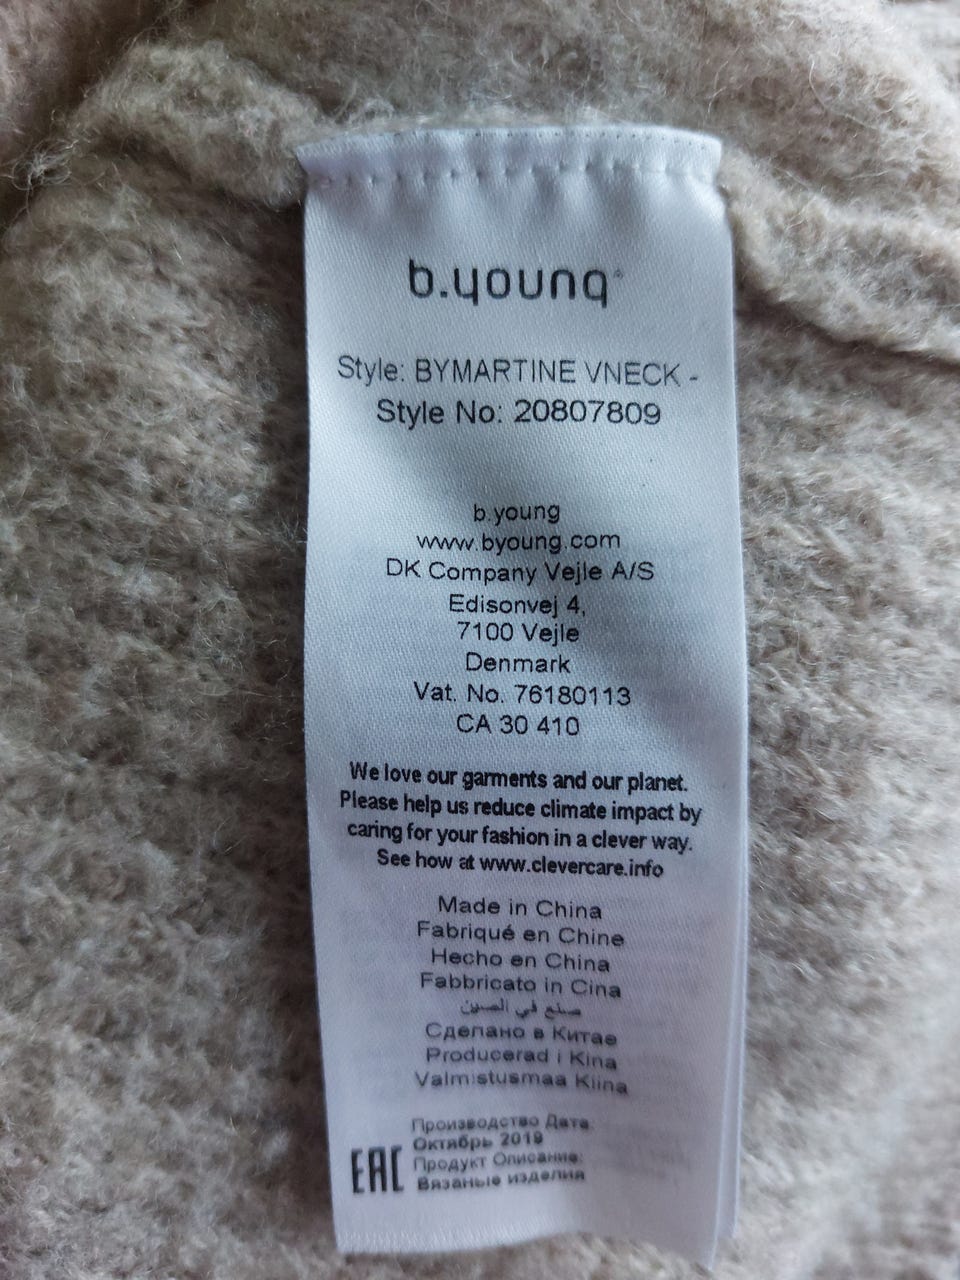 b.young®
Style: BYMARTINE VNECK -
Style No: 20807809
b.young
www.byoung.com
DK Company Vejle A/S
Edisonvej 4,
7100 Vejle
Denmark
Vat. No. 76180113
CA 30 410
We love our garments and our planet.
Please help us reduce climate impact by
caring for your fashion in a clever way.
See how at www.clevercare.info
Made in China
Fabriqué en Chine
Hecho en China
Fabbricato in Cina
صنع في الصين
Сделано в Китае
Producerad i Kina
Valmistusmaa Kiina
Производство Дата:
Октябрь 2019
EAC Продукт Описание:
Вязаные изделия